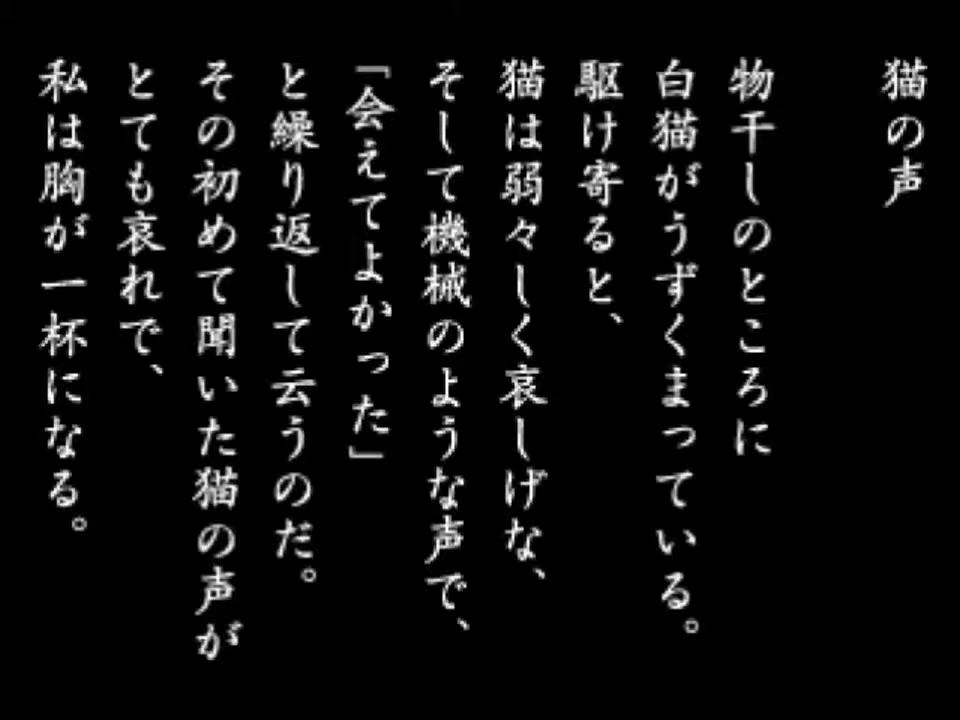 猫の声
物干しのところに
白猫がうずくまっている。
駆け寄ると、
猫は弱々しく哀しげな、
そして機械のような声で、
「会えてよかった」
と繰り返して云うのだ。
その初めて聞いた猫の声が
とても哀れで、
私は胸が一杯になる。